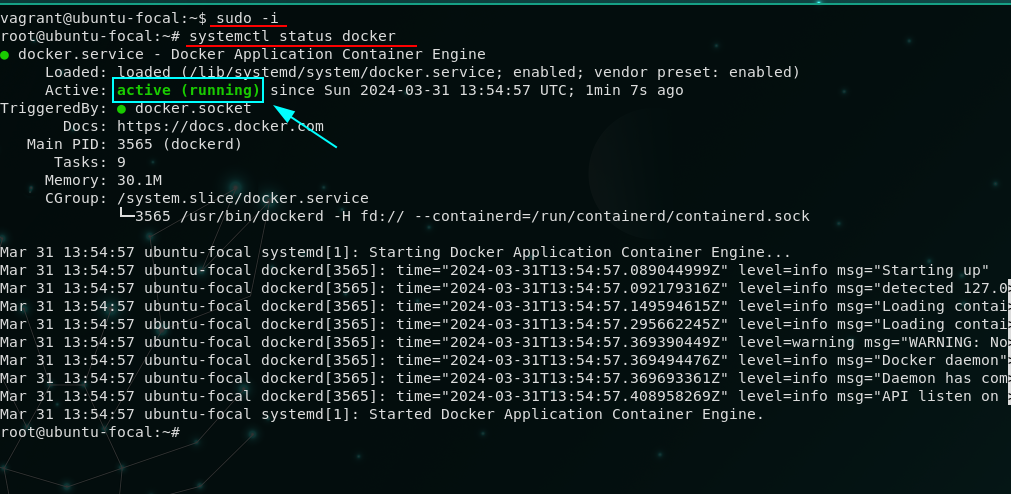 vagrant@ubuntu-focal:~$ sudo -i
root@ubuntu-focal:~# systemctl status docker
● docker.service - Docker Application Container Engine
     Loaded: loaded (/lib/systemd/system/docker.service; enabled; vendor preset: enabled)
     Active: active (running) since Sun 2024-03-31 13:54:57 UTC; 1min 7s ago
TriggeredBy: ● docker.socket
       Docs: https://docs.docker.com
   Main PID: 3565 (dockerd)
      Tasks: 9
     Memory: 30.1M
     CGroup: /system.slice/docker.service
             └─3565 /usr/bin/dockerd -H fd:// --containerd=/run/containerd/containerd.sock
Mar 31 13:54:57 ubuntu-focal systemd[1]: Starting Docker Application Container Engine...
Mar 31 13:54:57 ubuntu-focal dockerd[3565]: time="2024-03-31T13:54:57.089044999Z" level=info msg="Starting up"
Mar 31 13:54:57 ubuntu-focal dockerd[3565]: time="2024-03-31T13:54:57.092179316Z" level=info msg="detected 127.0>
Mar 31 13:54:57 ubuntu-focal dockerd[3565]: time="2024-03-31T13:54:57.149594615Z" level=info msg="Loading contai>
Mar 31 13:54:57 ubuntu-focal dockerd[3565]: time="2024-03-31T13:54:57.295662245Z" level=info msg="Loading contai>
Mar 31 13:54:57 ubuntu-focal dockerd[3565]: time="2024-03-31T13:54:57.369390449Z" level=warning msg="WARNING: No>
Mar 31 13:54:57 ubuntu-focal dockerd[3565]: time="2024-03-31T13:54:57.369494476Z" level=info msg="Docker daemon">
Mar 31 13:54:57 ubuntu-focal dockerd[3565]: time="2024-03-31T13:54:57.369693361Z" level=info msg="Daemon has com>
Mar 31 13:54:57 ubuntu-focal dockerd[3565]: time="2024-03-31T13:54:57.408958269Z" level=info msg="API listen on >
Mar 31 13:54:57 ubuntu-focal systemd[1]: Started Docker Application Container Engine.
root@ubuntu-focal:~#